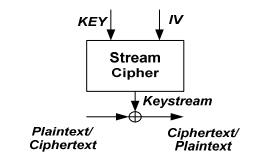 KEY
IV
Stream
Cipher
Keystream
Plaintext/
Ciphertext
Ciphertext/
Plaintext